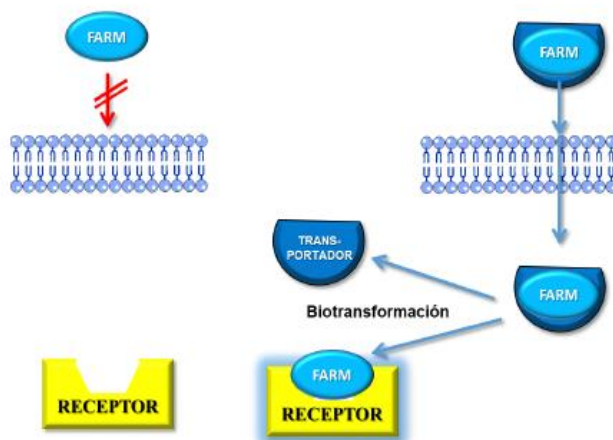 FARM
FARM
TRANS-
PORTADOR
FARM
Biotransformación
FARM
RECEPTOR
RECEPTOR